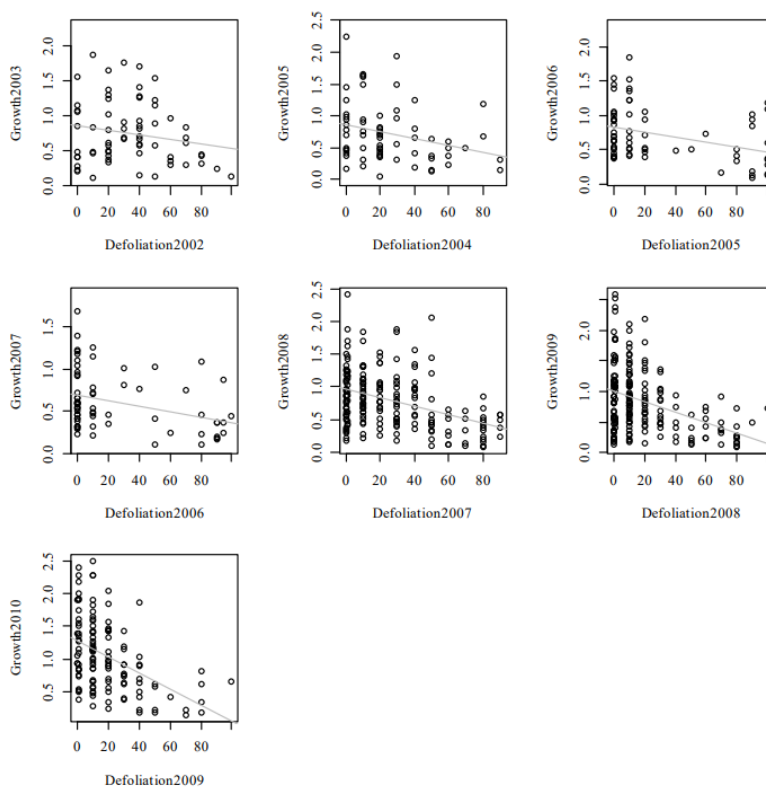 Growth2003
0.0 0.5 1.0 1.5 2.0
0 20 40 60 80
Defoliation2002
Growth2005
0.0 0.5 1.0 1.5 2.0 2.5
0 20 40 60 80
Defoliation2004
Growth2006
0.0 0.5 1.0 1.5 2.0
0 20 40 60 80
Defoliation2005
Growth2007
0.0 0.5 1.0 1.5
0 20 40 60 80
Defoliation2006
Growth2008
0.0 0.5 1.0 1.5 2.0 2.5
0 20 40 60 80
Defoliation2007
Growth2009
0.0 1.0 2.0
0 20 40 60 80
Defoliation2008
Growth2010
0.5 1.0 1.5 2.0 2.5
0 20 40 60 80
Defoliation2009